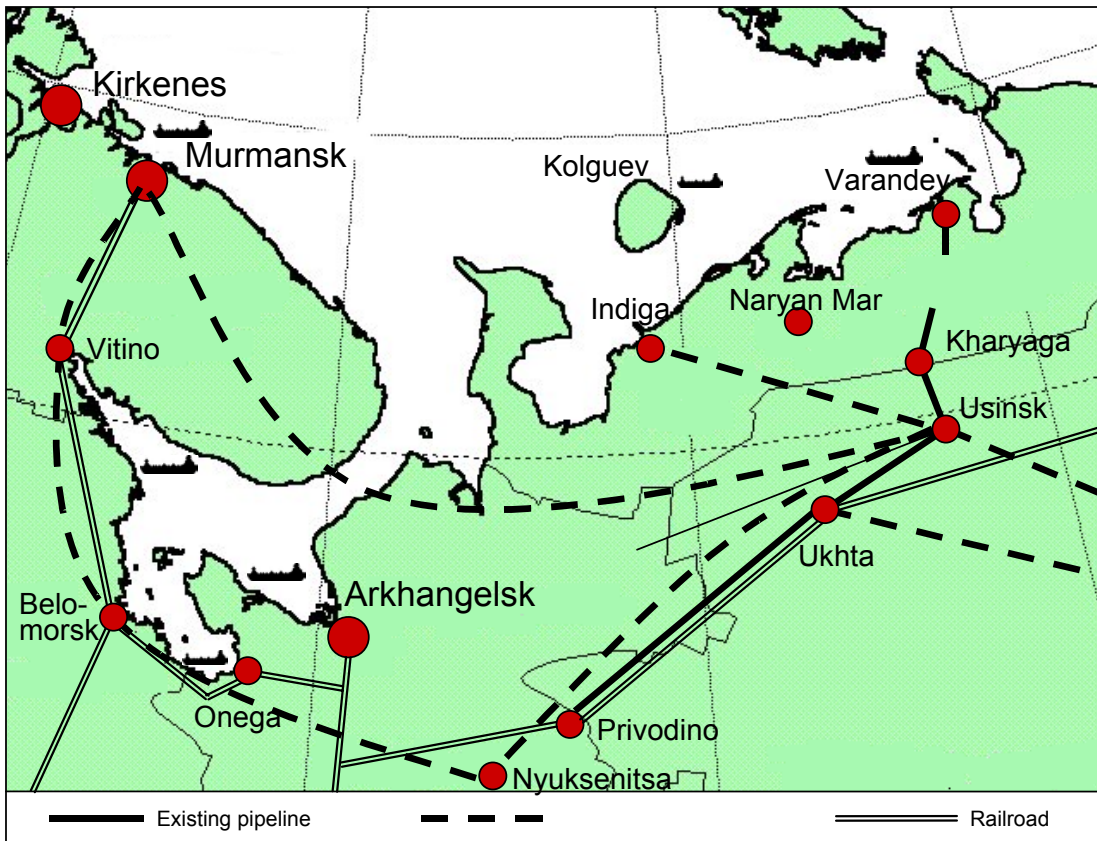 Kirkenes
Murmansk
Kolguev
Varandey
Indiga
Naryan Mar
Vitino
Kharyaga
Usinsk
Ukhta
Belo-
morsk
Arkhangelsk
Onega
Privodino
Nyuksenitsa
Existing pipeline
Railroad